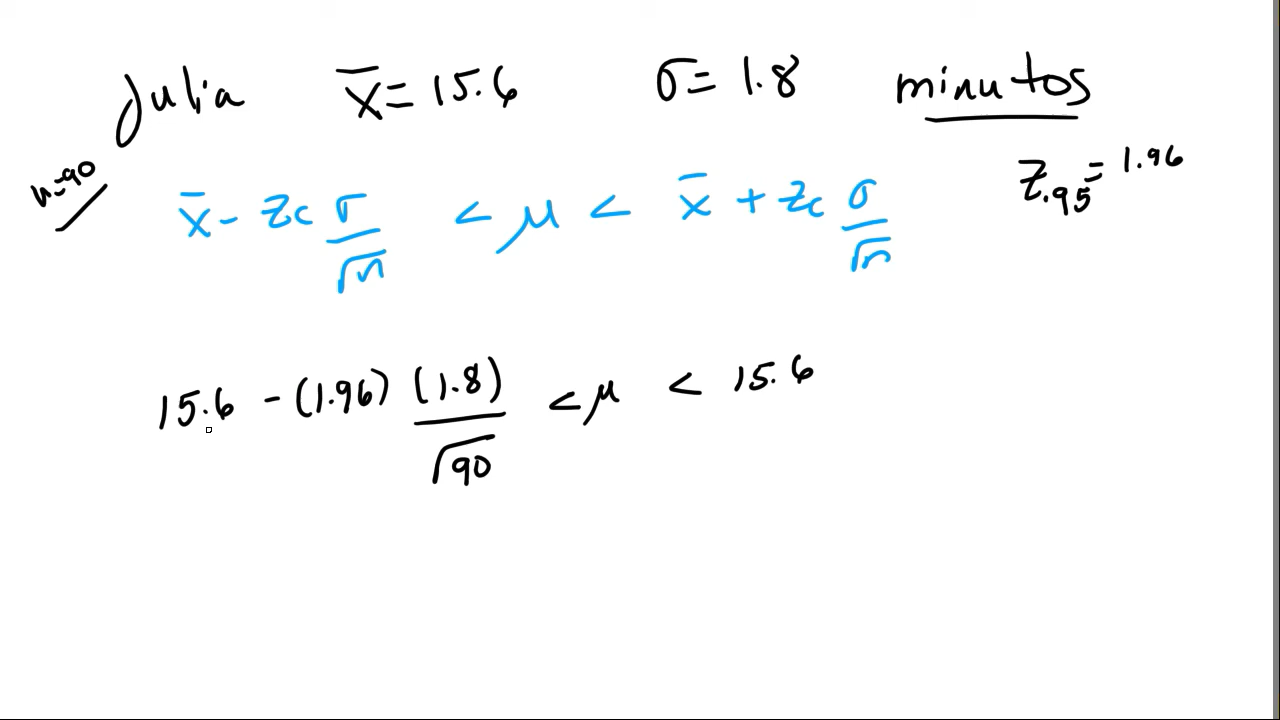 Julia x̄ = 15.6 σ = 1.8 minutos
n=90
z.95 = 1.96
x̄ - zc σ/√n < μ < x̄ + zc σ/√n
15.6 - (1.96) (1.8)/√90 < μ < 15.6